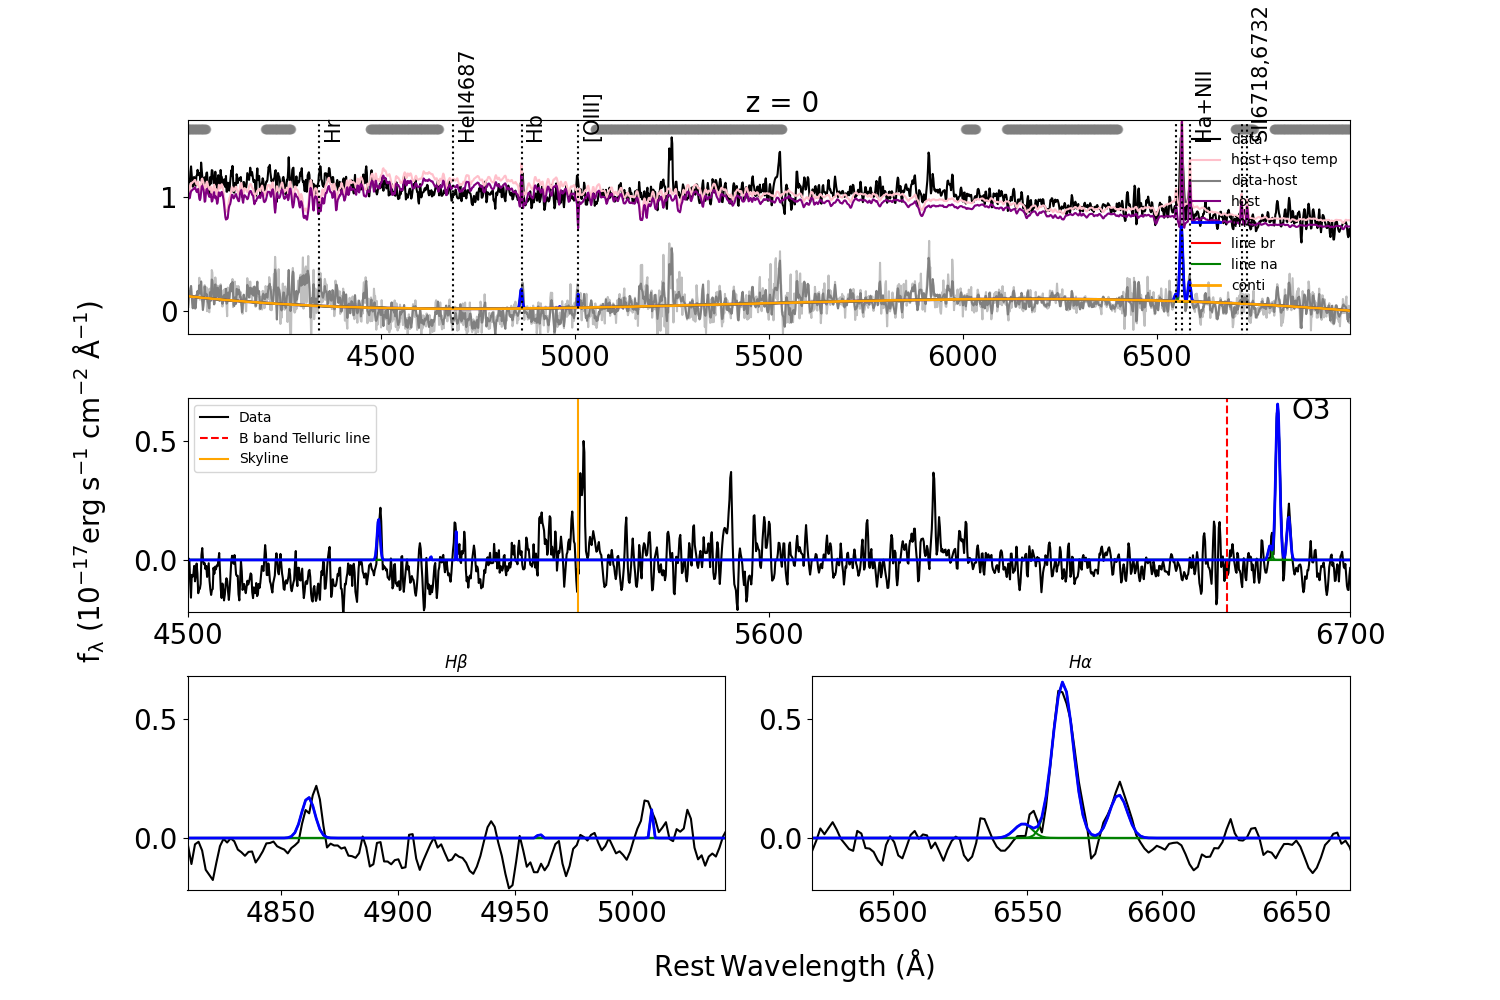 z = 0
Hr
HeII4687
Hb
[OIII]
Ha+NII
SII6718,6732
data
host+qso temp
data-host
host
line br
line na
conti
1
0
4500 5000 5500 6000 6500
Data
B band Telluric line
Skyline
O3
0.5
0.0
4500 5600 6700
fλ (10−17erg s−1 cm−2 Å−1)
Hβ
0.5
0.0
4850 4900 4950 5000
Hα
0.5
0.0
6500 6550 6600 6650
Rest Wavelength (Å)